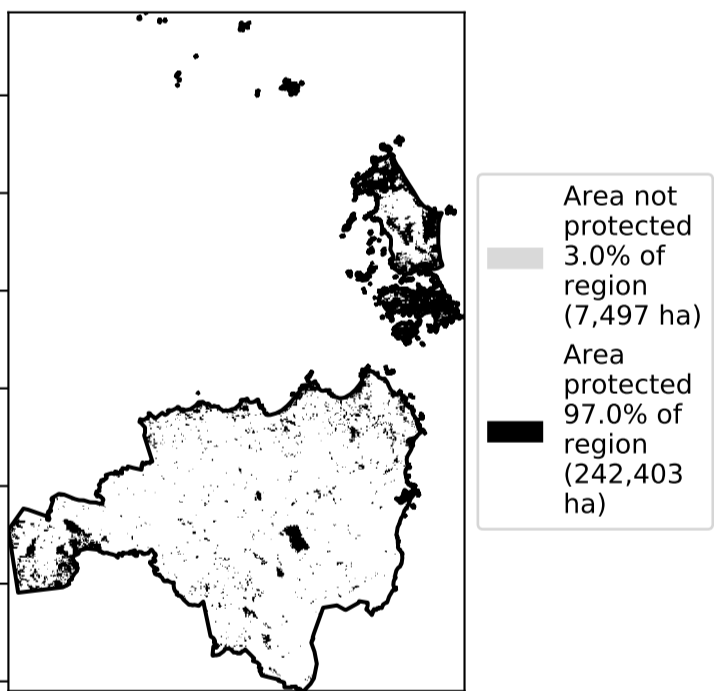 Area not
protected
3.0% of
region
(7,497 ha)
Area
protected
97.0% of
region
(242,403
ha)